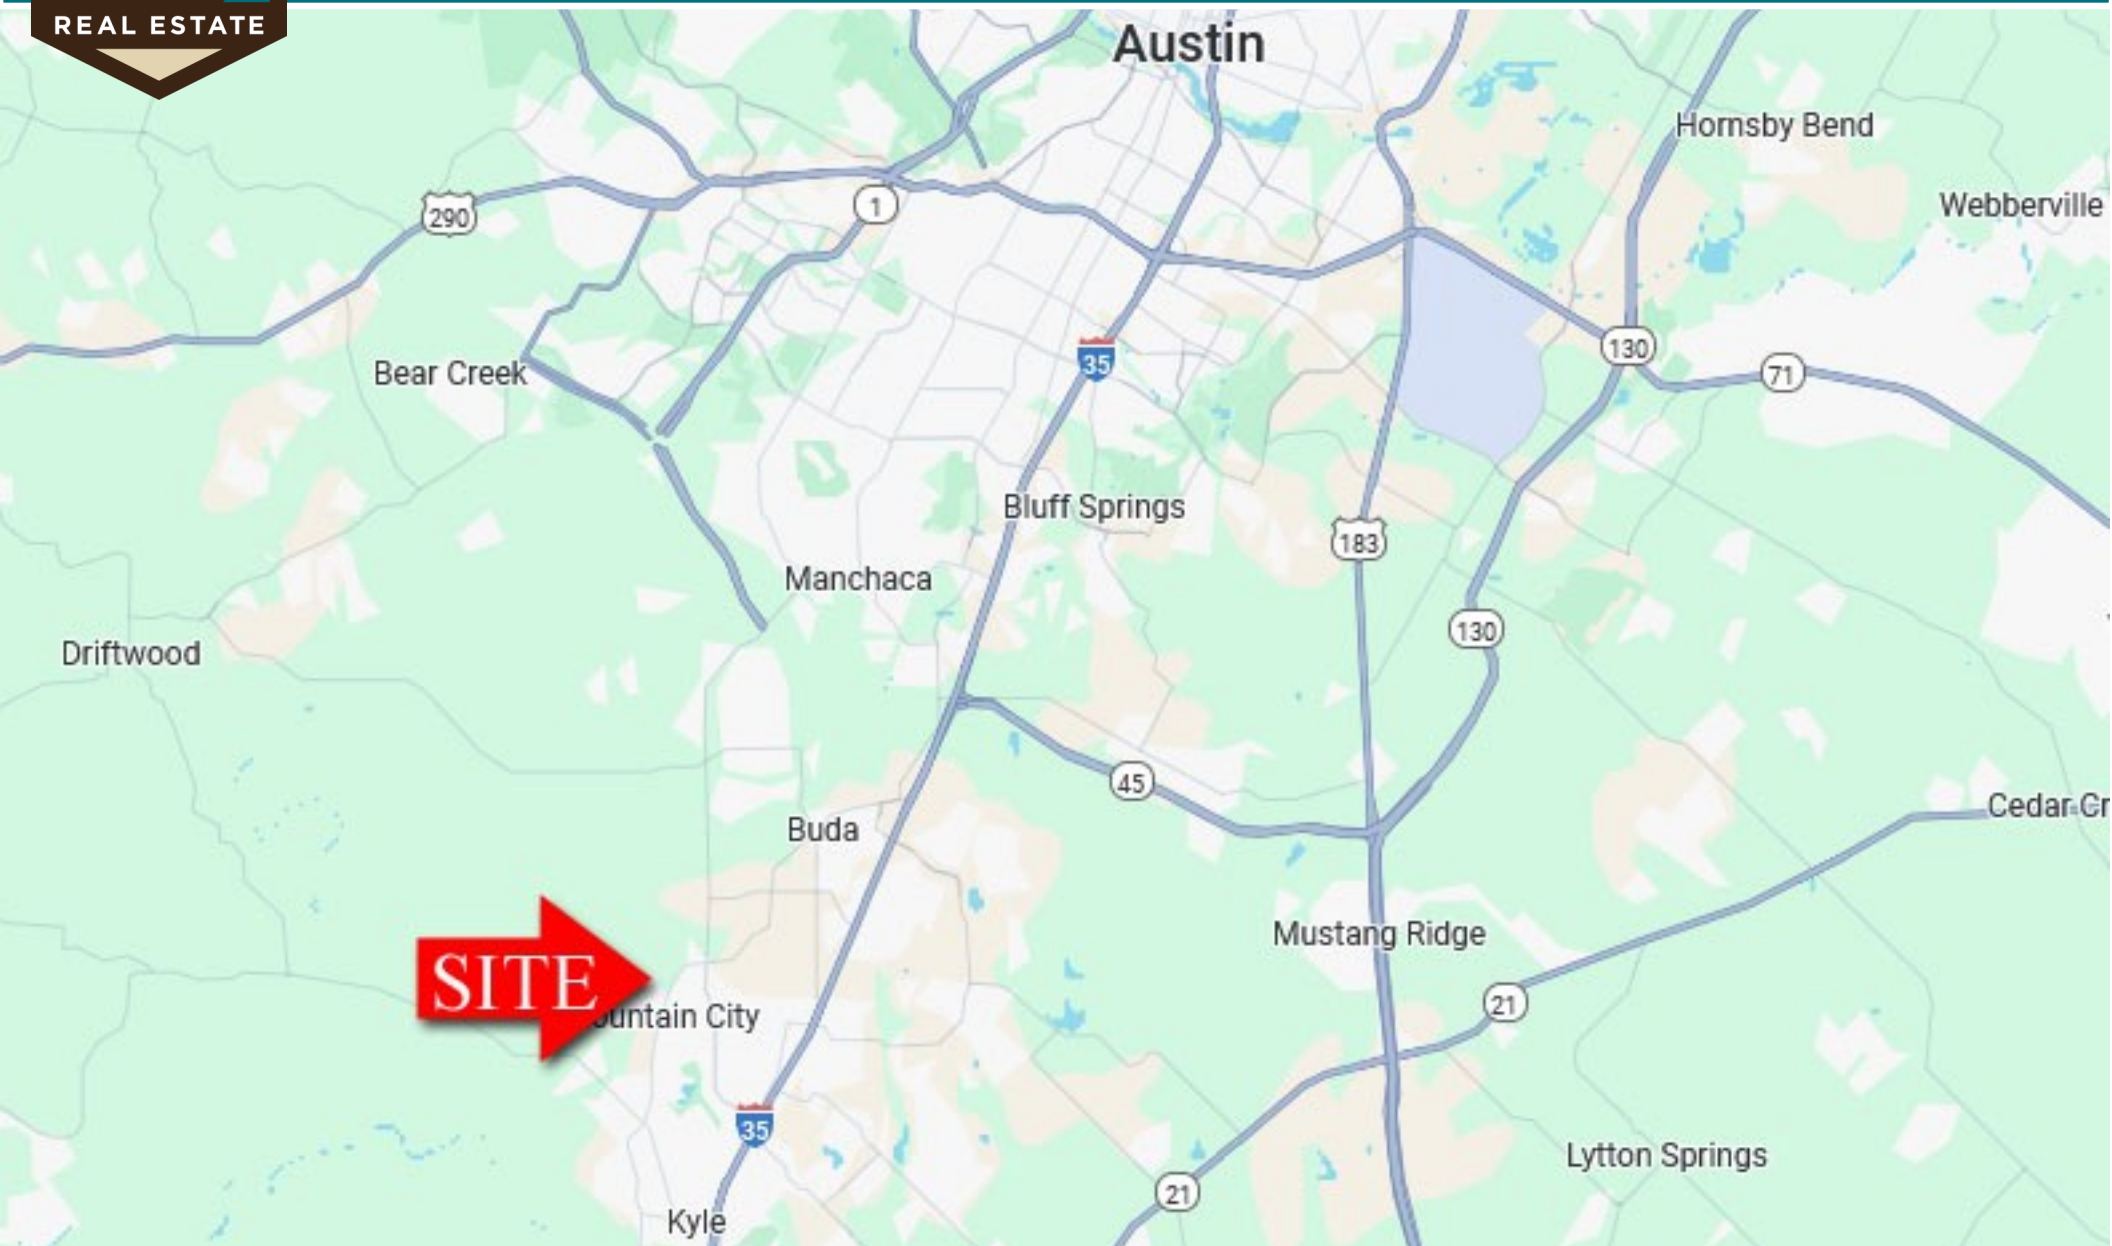 REAL ESTATE
Austin
Hornsby Bend
Webberville
290
1
35
130
71
Bear Creek
Bluff Springs
183
Manchaca
130
Driftwood
45
Buda
Cedar Cr
Mustang Ridge
SITE
ountain City
21
35
Lytton Springs
21
Kyle